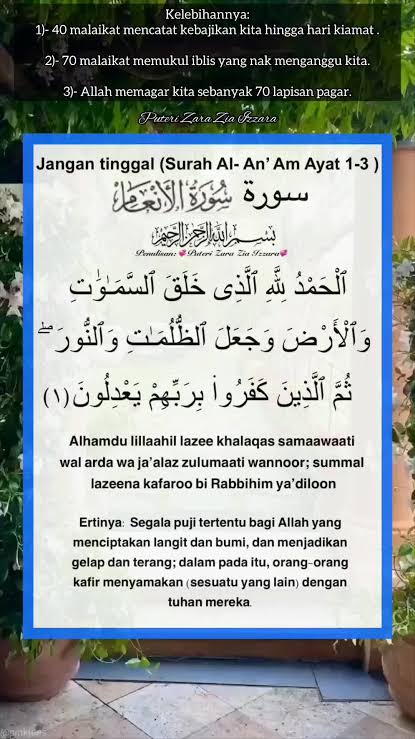 Kelebihannya:
1)- 40 malaikat mencatat kebajikan kita hingga hari kiamat .
2)- 70 malaikat memukul iblis yang nak menganggu kita.
3)- Allah memagar kita sebanyak 70 lapisan pagar.
Puteri Zara Zia Izzara
Jangan tinggal (Surah Al- An’ Am Ayat 1-3 )
سورة سُورَةُ الأَنْعَام
بِسْمِ اللهِ الرَّحْمٰنِ الرَّحِيْمِ
Penulisan: 💗Puteri Zara Zia Izzara💗
ٱلْحَمْدُ لِلَّهِ ٱلَّذِى خَلَقَ ٱلسَّمَـٰوَٰتِ
وَٱلْأَرْضَ وَجَعَلَ ٱلظُّلُمَـٰتِ وَٱلنُّورَ ۖ
ثُمَّ ٱلَّذِينَ كَفَرُوا۟ بِرَبِّهِمْ يَعْدِلُونَ (١)
Alhamdu lillaahil lazee khalaqas samaawaati
wal arda wa ja’alaz zulumaati wannoor; summal
lazeena kafaroo bi Rabbihim ya’diloon
Ertinya: Segala puji tertentu bagi Allah yang
menciptakan langit dan bumi, dan menjadikan
gelap dan terang; dalam pada itu, orang-orang
kafir menyamakan (sesuatu yang lain) dengan
tuhan mereka.